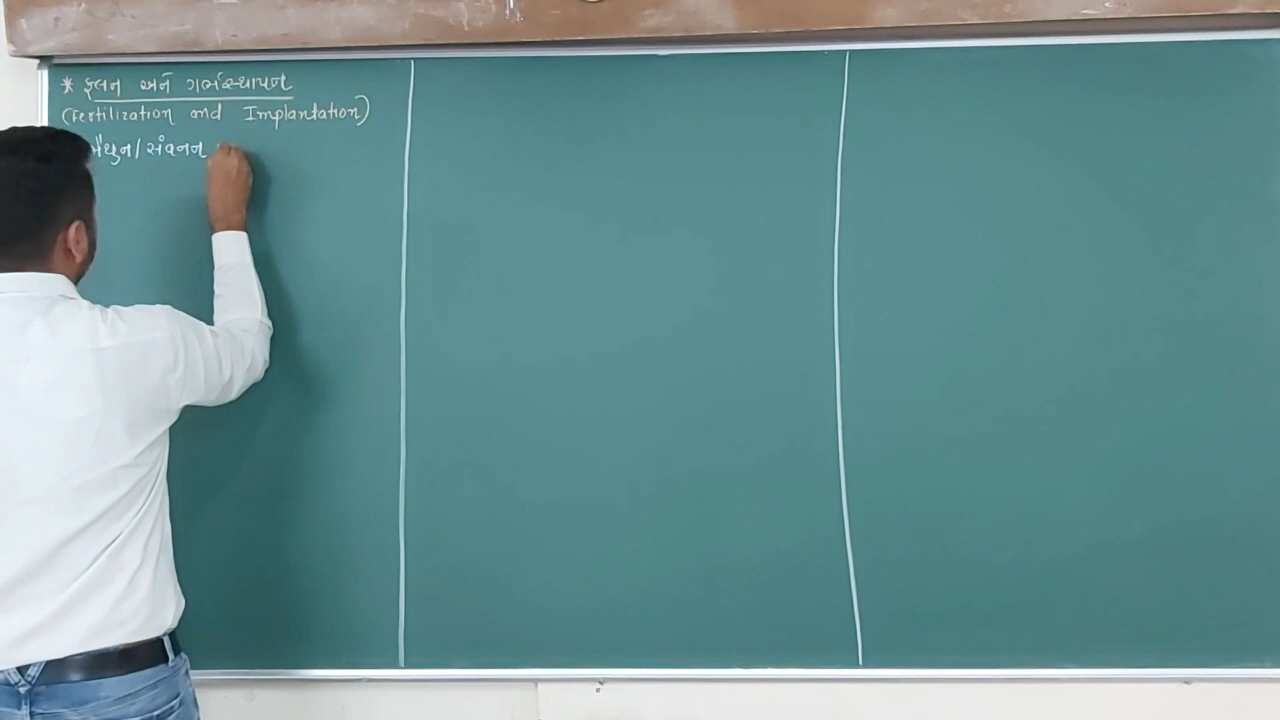 * ફલન અને ગર્ભસ્થાપન
(Fertilization and Implantation)
મૈથુન/સંવનન